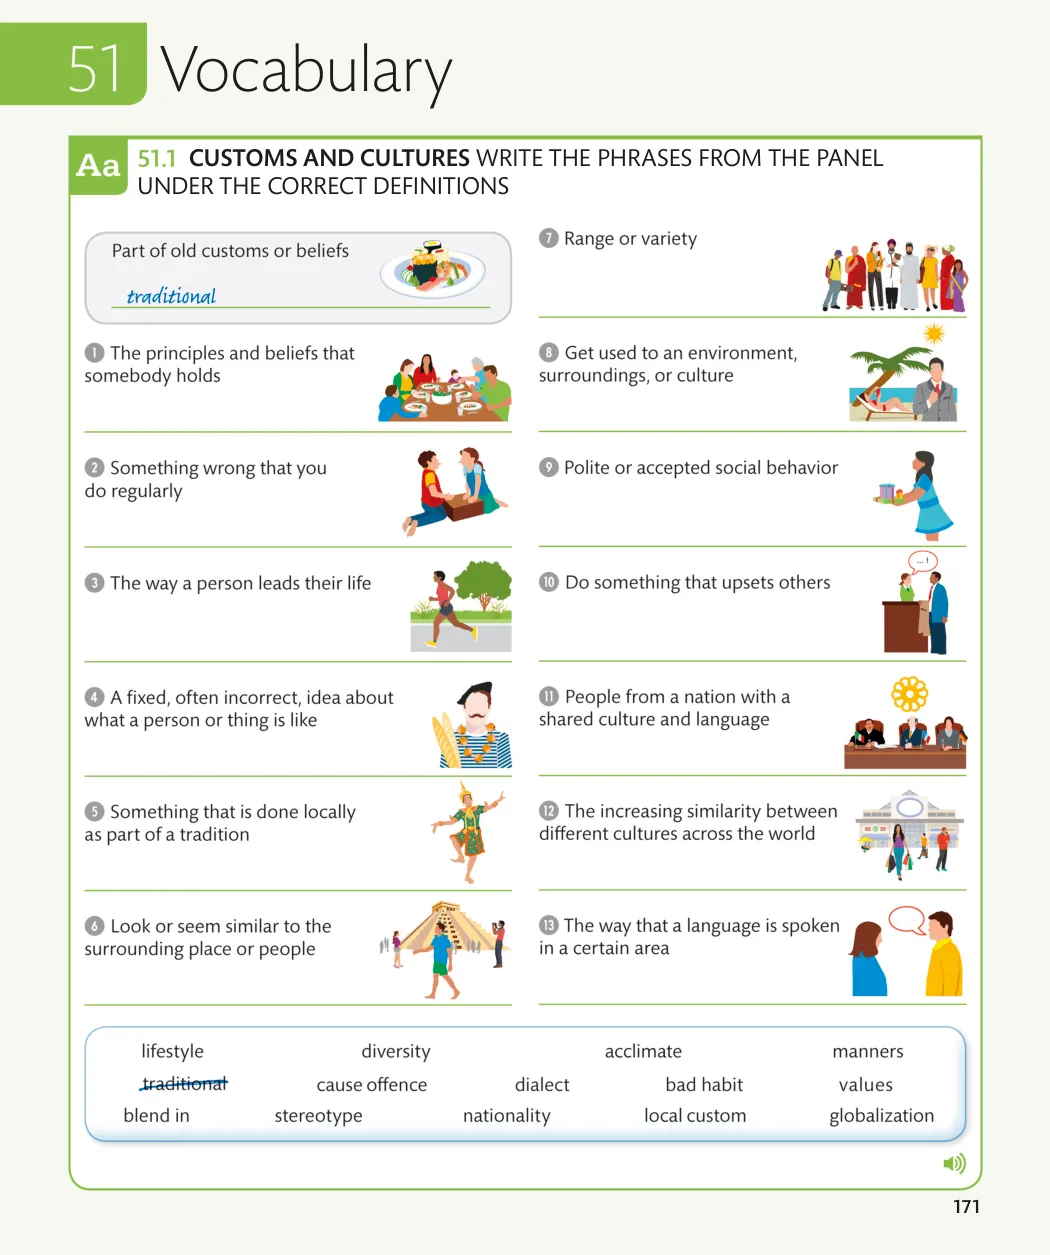 51 Vocabulary
Aa 51.1 CUSTOMS AND CULTURES WRITE THE PHRASES FROM THE PANEL
UNDER THE CORRECT DEFINITIONS
Part of old customs or beliefs
traditional
1 The principles and beliefs that
somebody holds
2 Something wrong that you
do regularly
3 The way a person leads their life
4 A fixed, often incorrect, idea about
what a person or thing is like
5 Something that is done locally
as part of a tradition
6 Look or seem similar to the
surrounding place or people
7 Range or variety
8 Get used to an environment,
surroundings, or culture
9 Polite or accepted social behavior
10 Do something that upsets others
... !
11 People from a nation with a
shared culture and language
12 The increasing similarity between
different cultures across the world
13 The way that a language is spoken
in a certain area
lifestyle diversity acclimate manners
traditional cause offence dialect bad habit values
blend in stereotype nationality local custom globalization
171